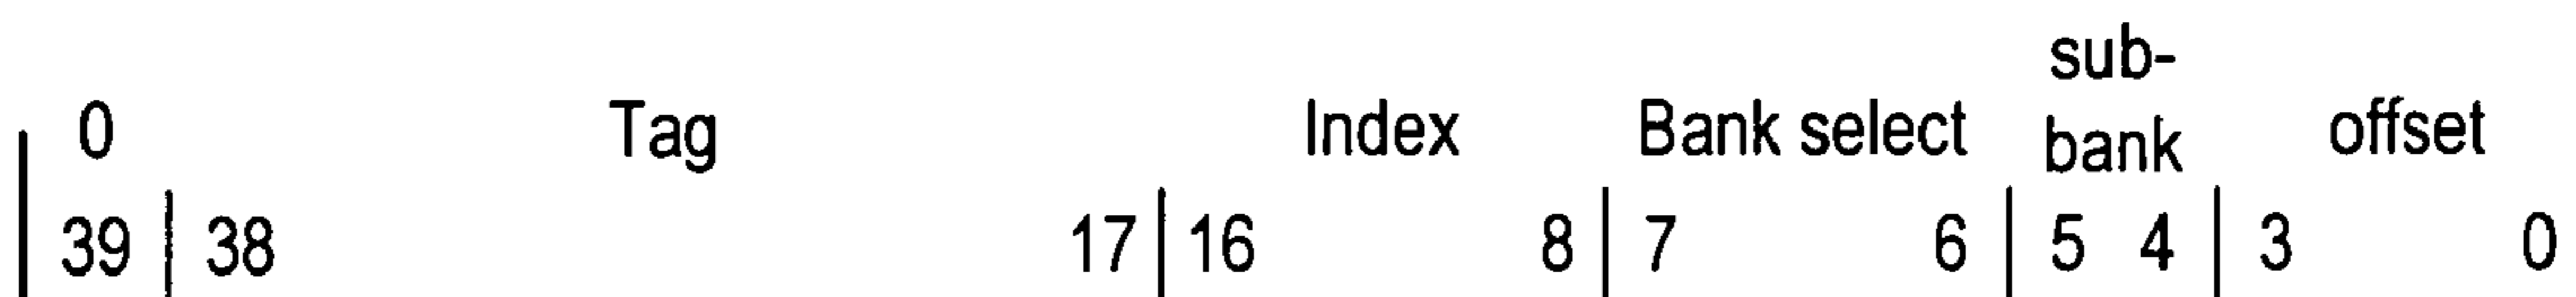 0 Tag Index Bank select sub-
bank offset
39 38 17 16 8 7 6 5 4 3 0